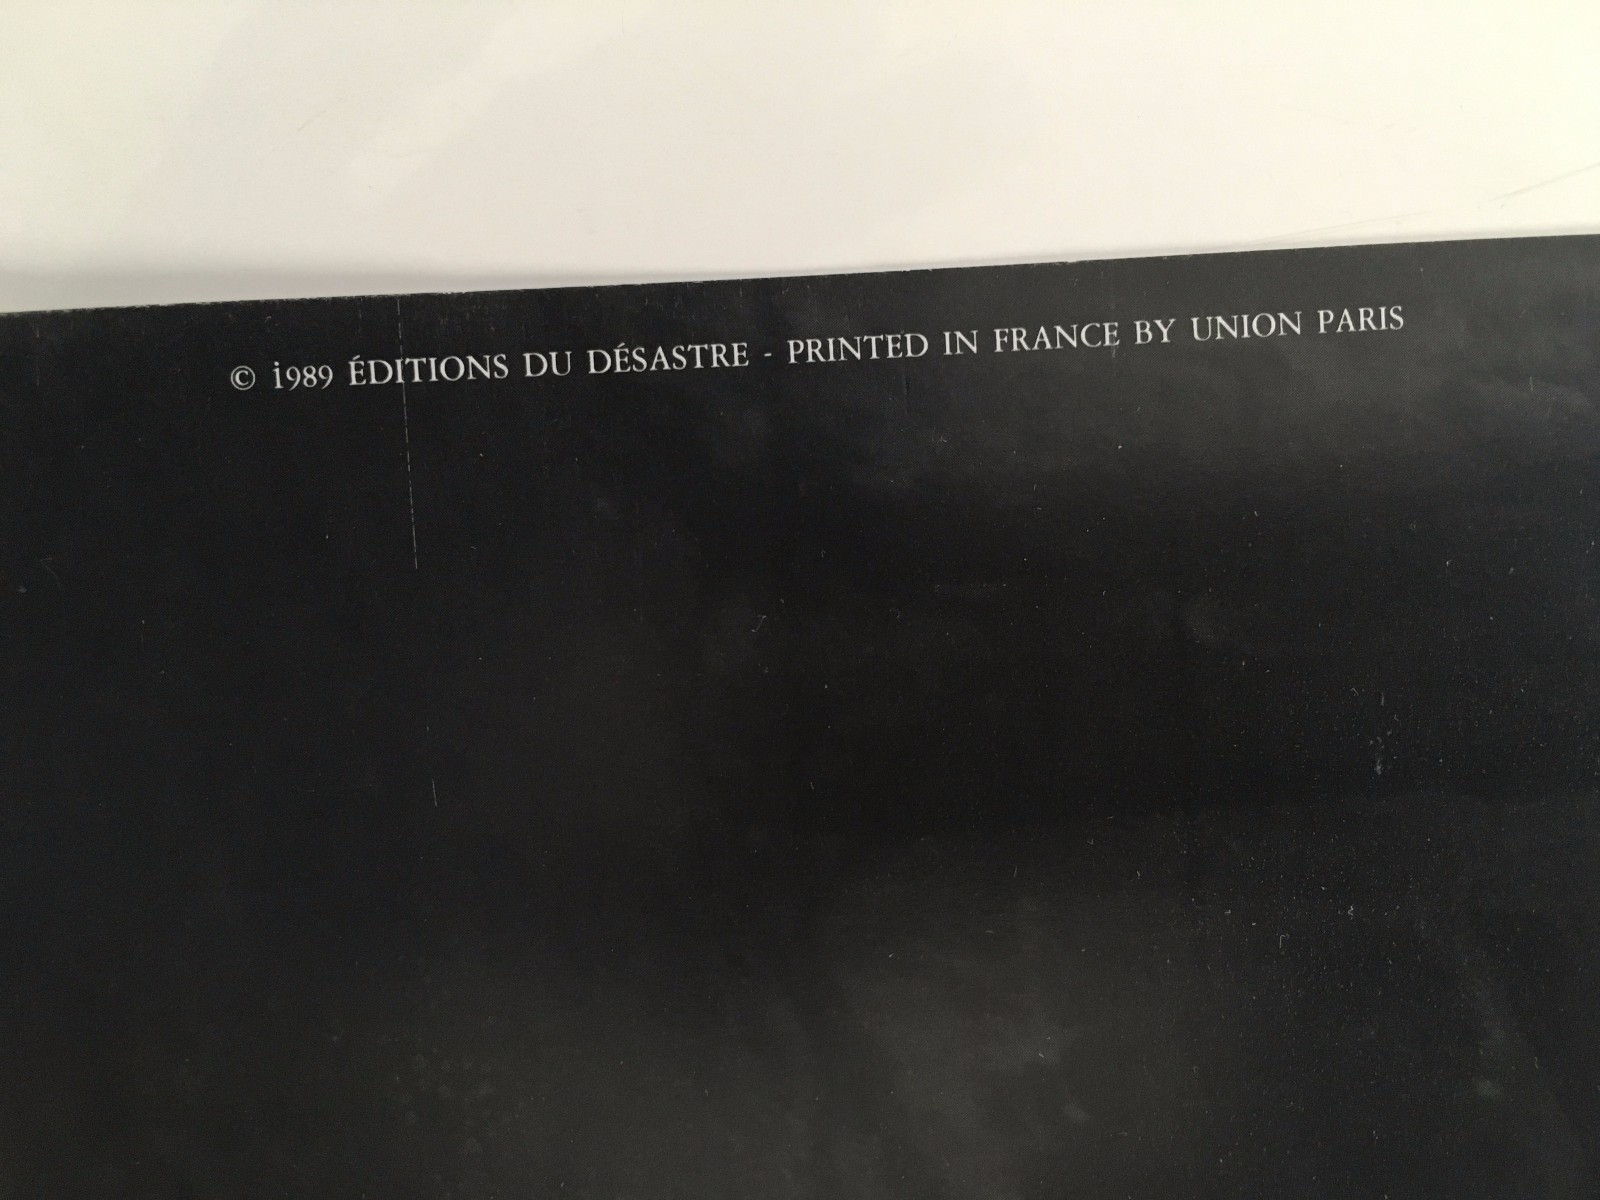 © 1989 ÉDITIONS DU DÉSASTRE - PRINTED IN FRANCE BY UNION PARIS